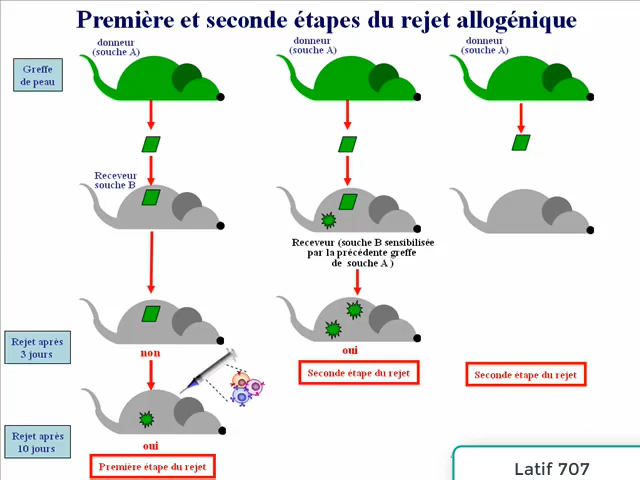 Première et seconde étapes du rejet allogénique
donneur
(souche A)
donneur
(souche A)
donneur
(souche A)
Greffe
de peau
Receveur
souche B
Receveur (souche B sensibilisée
par la précédente greffe
de souche A )
Rejet après
3 jours
non
oui
Seconde étape du rejet
Seconde étape du rejet
Rejet après
10 jours
oui
Première étape du rejet
Latif 707